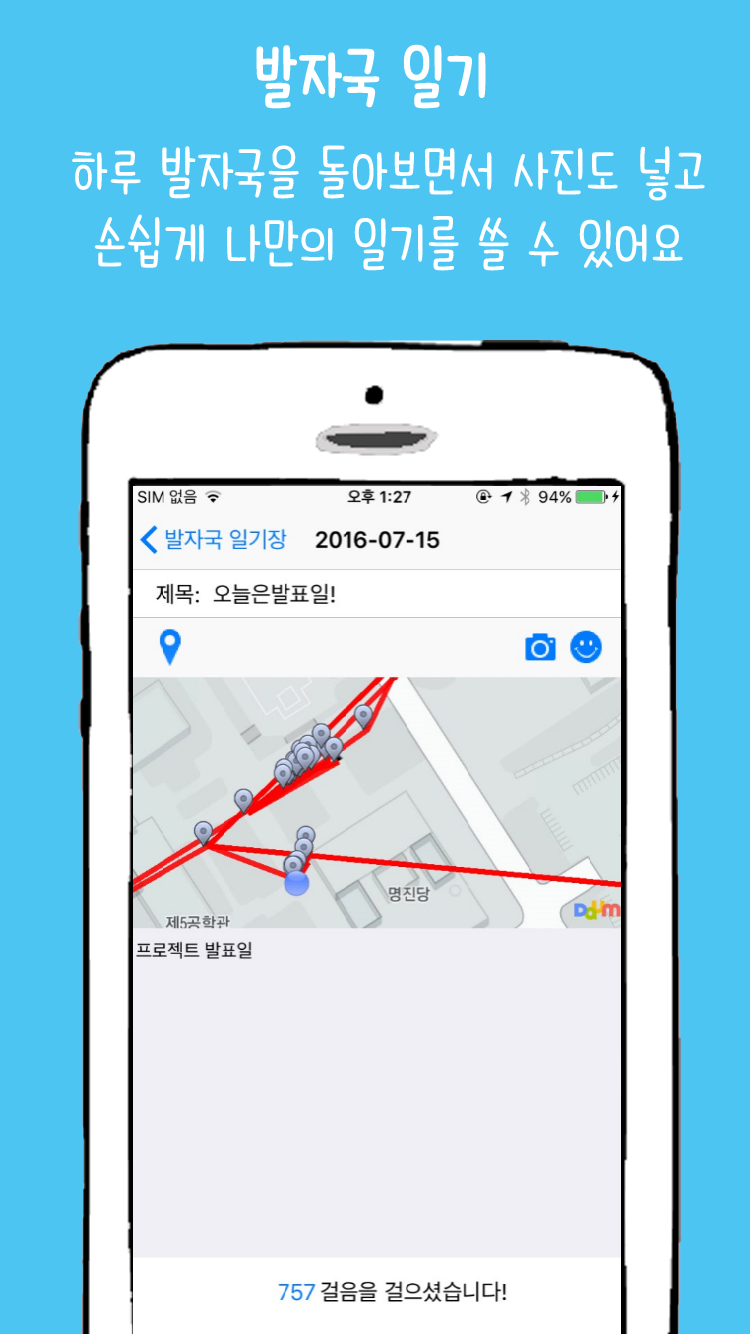 발자국 일기
하루 발자국을 돌아보면서 사진도 넣고
손쉽게 나만의 일기를 쓸 수 있어요
SIM 없음 오후 1:27 94%
발자국 일기장 2016-07-15
제목: 오늘은발표일!
명진당
Daum
제5공학관
프로젝트 발표일
757 걸음을 걸으셨습니다!